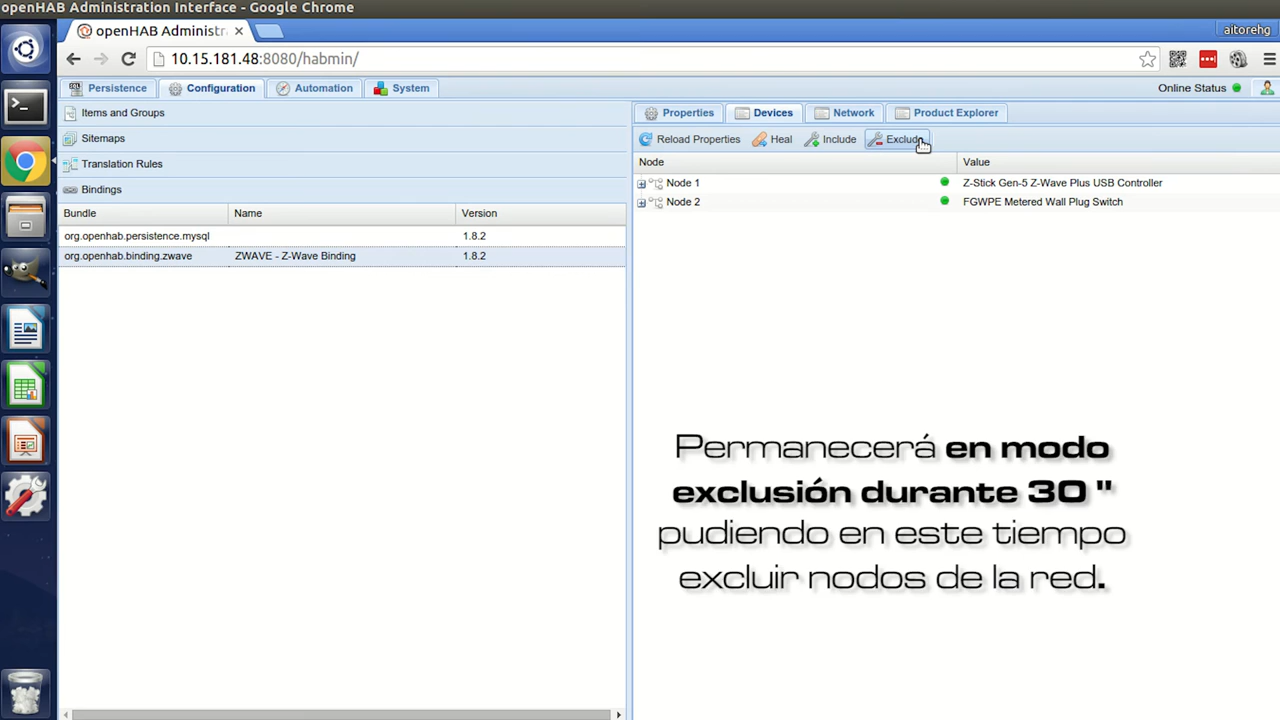 openHAB Administration Interface - Google Chrome
openHAB Administr
aitorehg
10.15.181.48:8080/habmin/
Persistence
Configuration
Automation
System
Online Status
Items and Groups
Sitemaps
Translation Rules
Bindings
Bundle Name Version
org.openhab.persistence.mysql 1.8.2
org.openhab.binding.zwave ZWAVE - Z-Wave Binding 1.8.2
Properties
Devices
Network
Product Explorer
Reload Properties
Heal
Include
Exclude
Node Value
Node 1 Z-Stick Gen-5 Z-Wave Plus USB Controller
Node 2 FGWPE Metered Wall Plug Switch
Permanecerá en modo
exclusión durante 30 "
pudiendo en este tiempo
excluir nodos de la red.